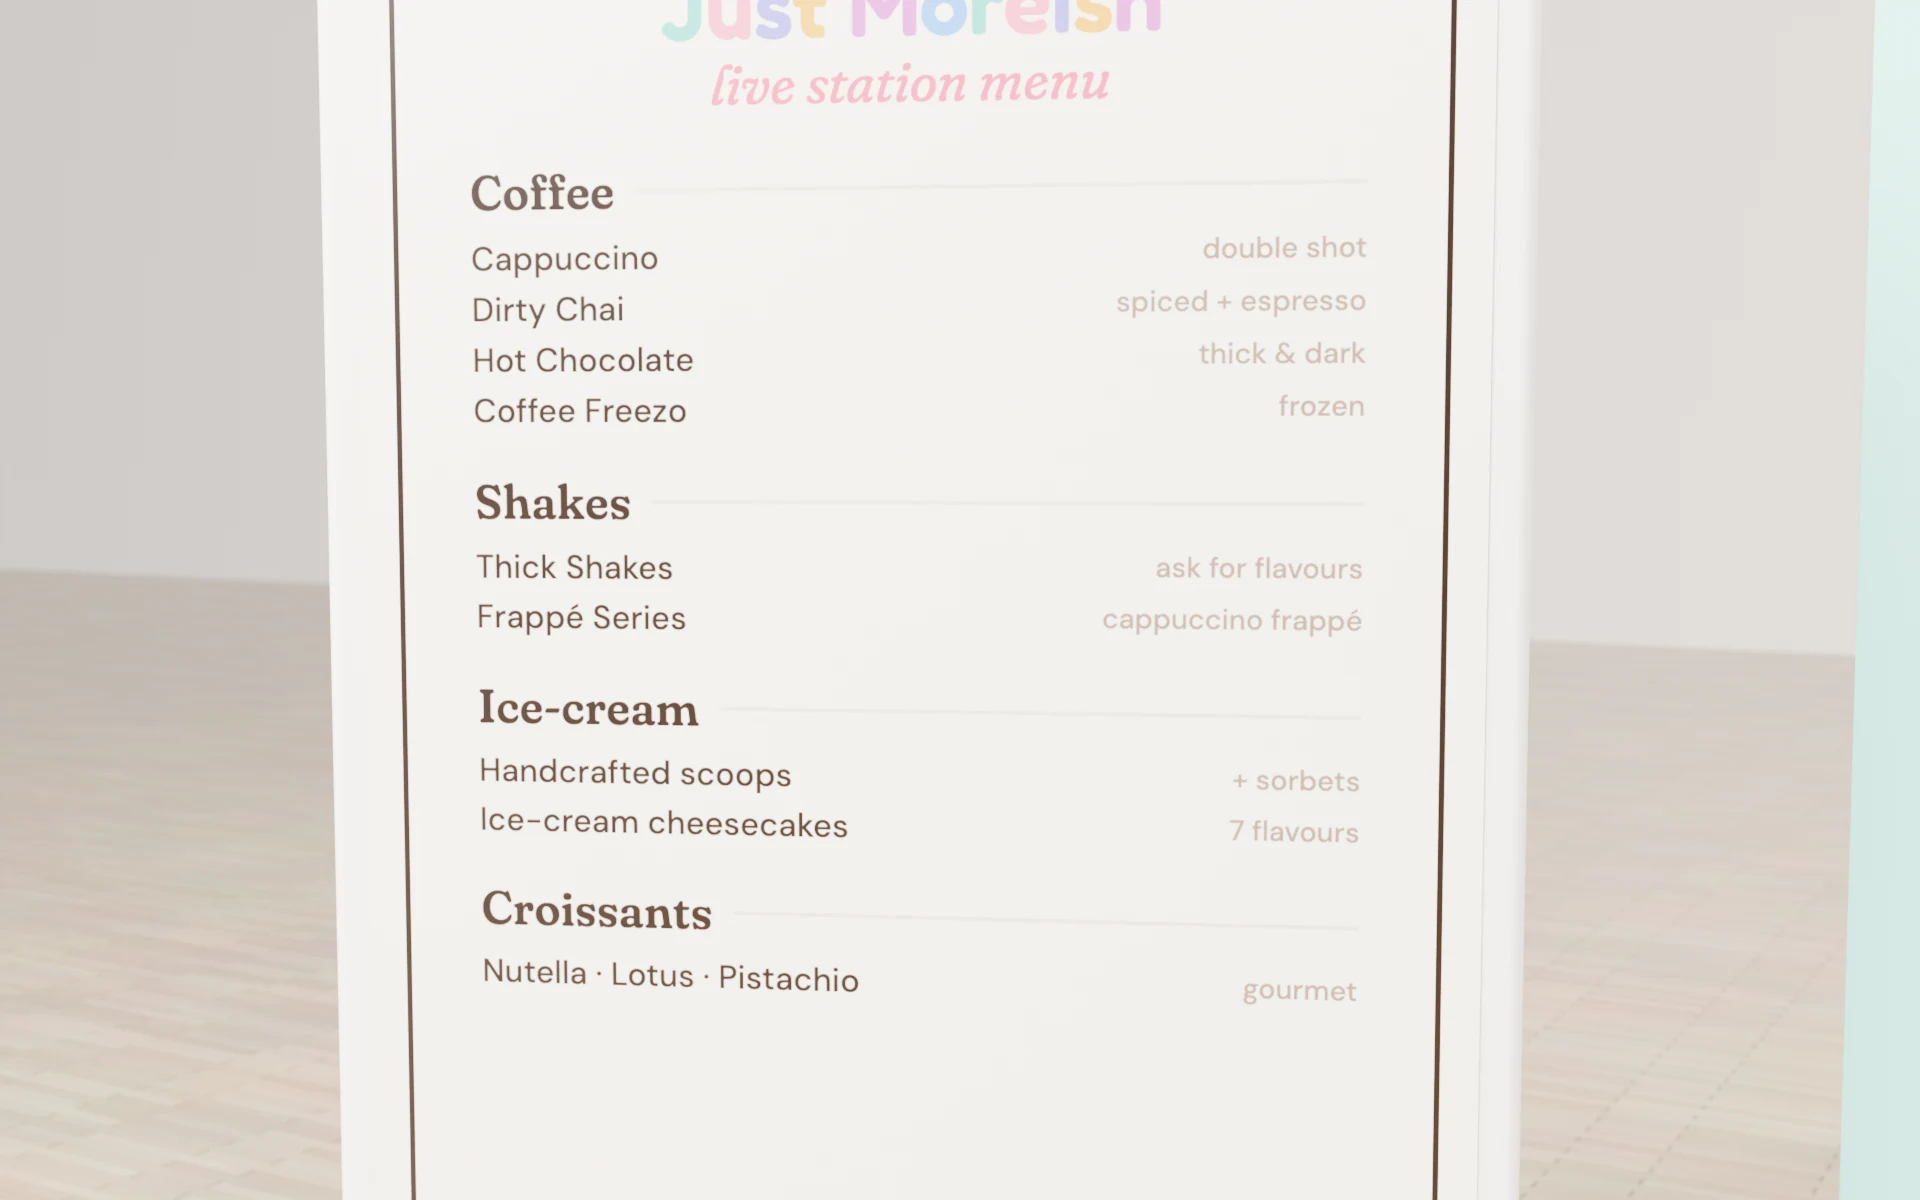 Just Moreish
live station menu
Coffee
Cappuccino double shot
Dirty Chai spiced + espresso
Hot Chocolate thick & dark
Coffee Freezo frozen
Shakes
Thick Shakes ask for flavours
Frappé Series cappuccino frappé
Ice-cream
Handcrafted scoops + sorbets
Ice-cream cheesecakes 7 flavours
Croissants
Nutella · Lotus · Pistachio gourmet